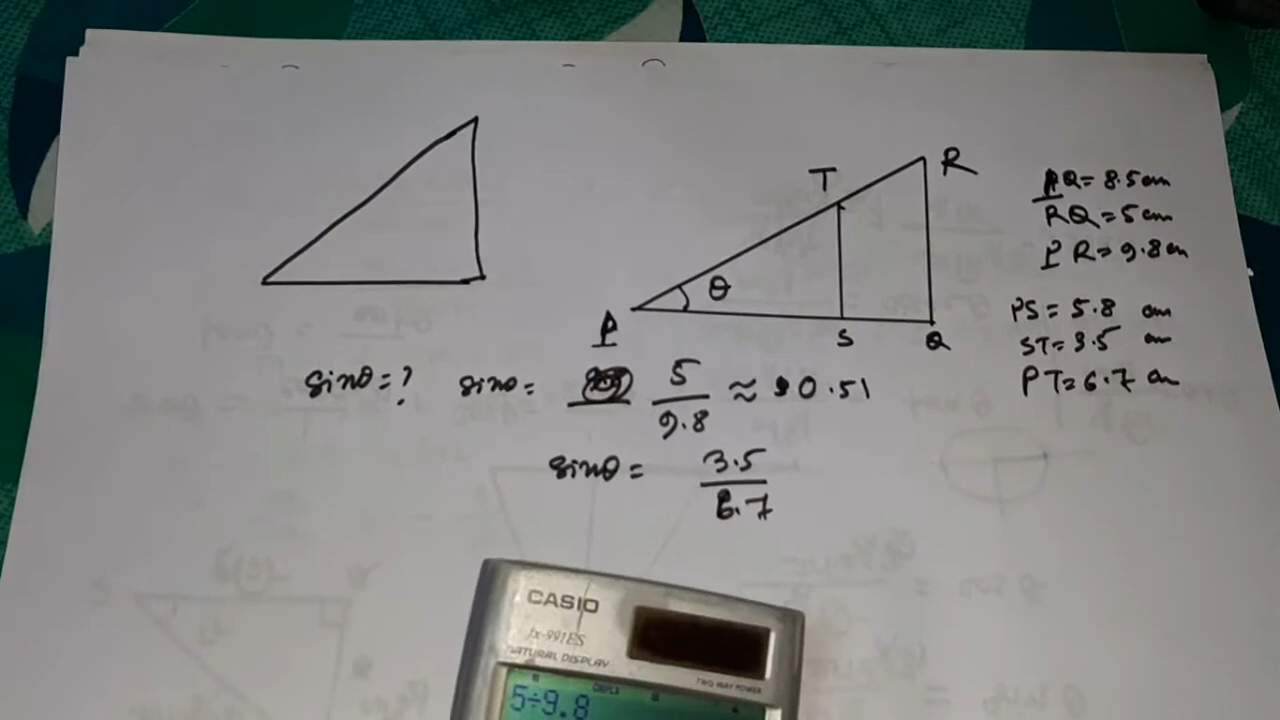 R
T
θ
P
S
Q
PQ = 8.5 cm
RQ = 5 cm
PR = 9.8 cm
PS = 5.8 cm
ST = 3.5 cm
PT = 6.7 cm
sinθ = ? sinθ = 5/9.8 ≈ 0.51
sinθ = 3.5/6.7
CASIO
fx-991ES
NATURAL DISPLAY
TWO WAY POWER
5÷9.8